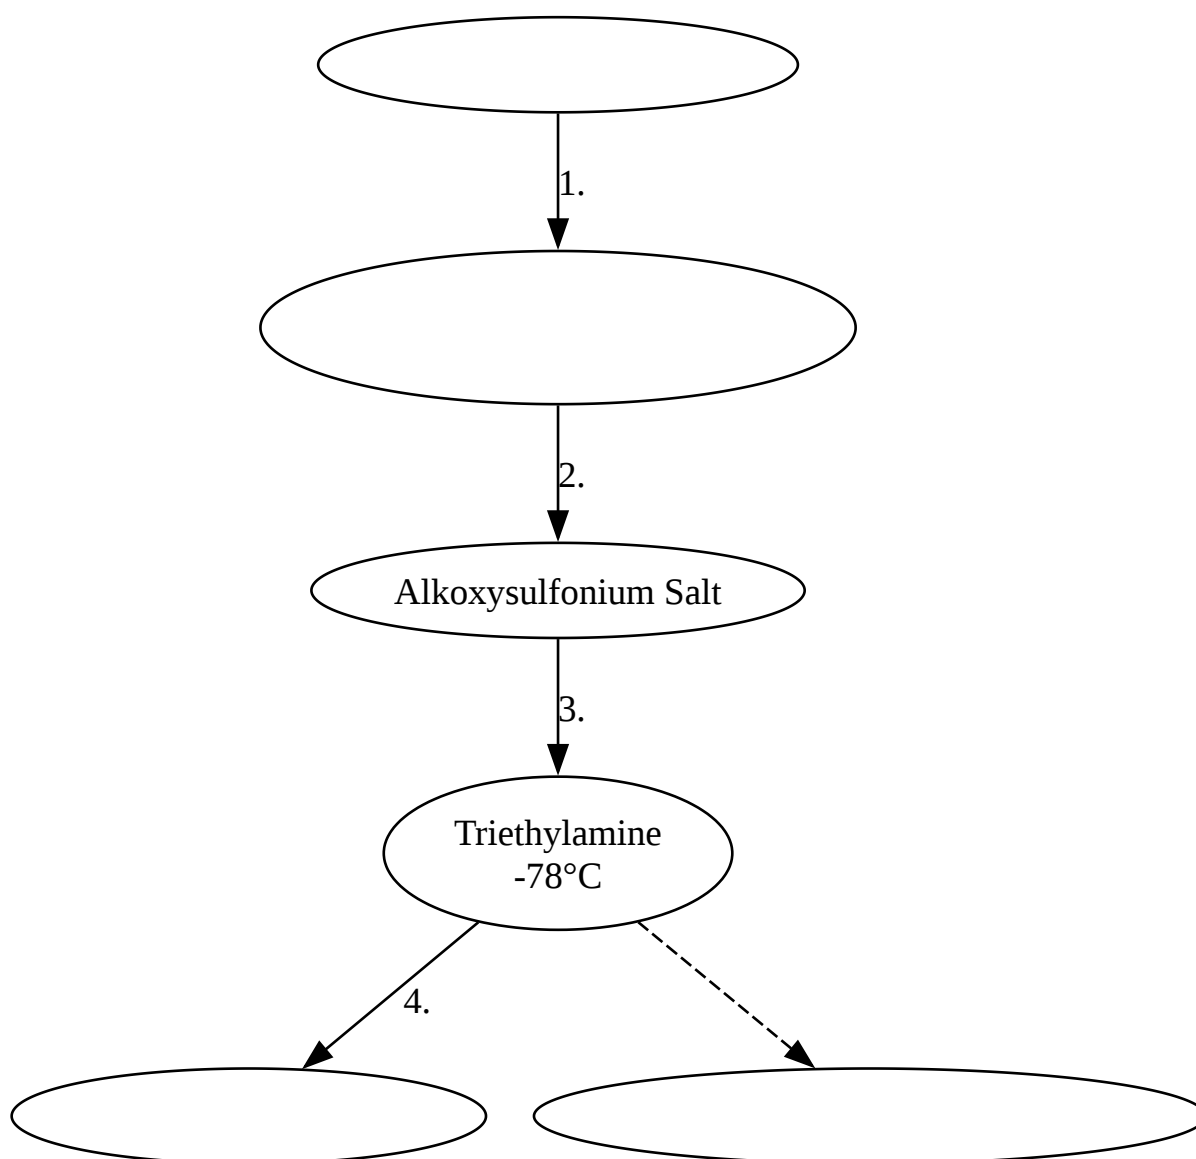 1.
2.
Alkoxysulfonium Salt
3.
Triethylamine
-78°C
4.